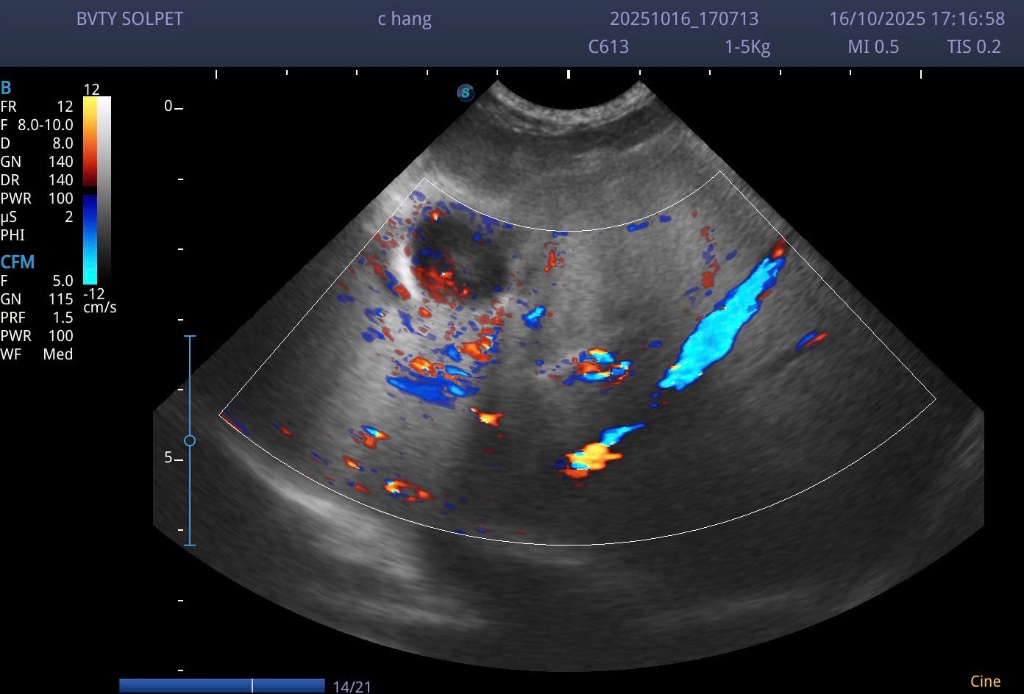 BVTY SOLPET c hang 20251016_170713 16/10/2025 17:16:58
C613 1-5Kg MI 0.5 TIS 0.2
B
FR 12
F 8.0-10.0
D 8.0
GN 140
DR 140
PWR 100
µS 2
PHI
CFM
F 5.0
GN 115
PRF 1.5
PWR 100
WF Med
12
-12
cm/s
S
0
5
14/21
Cine